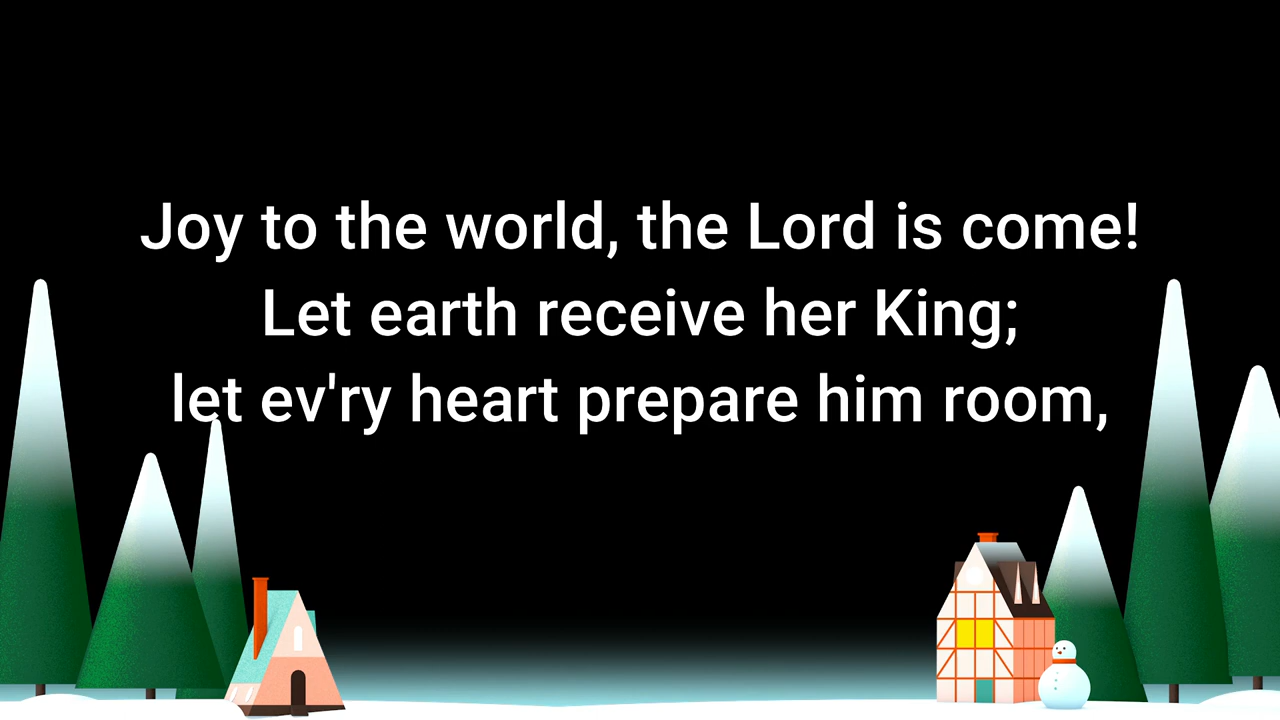 Joy to the world, the Lord is come!
Let earth receive her King;
let ev'ry heart prepare him room,